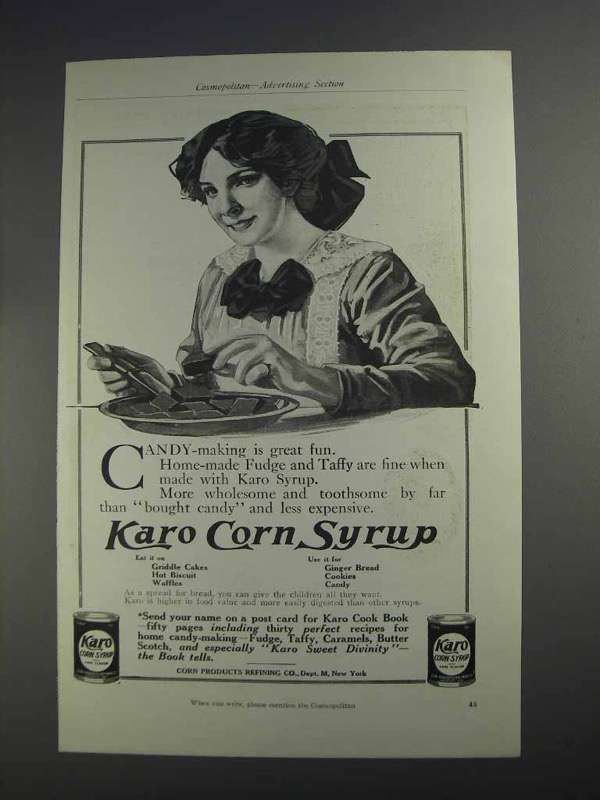 Cosmopolitan—Advertising Section
CANDY-making is great fun.
Home-made Fudge and Taffy are fine when
made with Karo Syrup.
More wholesome and toothsome by far
than "bought candy" and less expensive.
Karo Corn Syrup
Eat it on
Griddle Cakes
Hot Biscuit
Waffles
Use it for
Ginger Bread
Cookies
Candy
As a spread for bread, you can give the children all they want.
Karo is higher in food value and more easily digested than other syrups.
*Send your name on a post card for Karo Cook Book
—fifty pages including thirty perfect recipes for
home candy-making—Fudge, Taffy, Caramels, Butter
Scotch, and especially "Karo Sweet Divinity"—
the Book tells.
CORN PRODUCTS REFINING CO., Dept. M, New York
Karo
CORN SYRUP
Karo
CORN SYRUP
When you write, please mention the Cosmopolitan